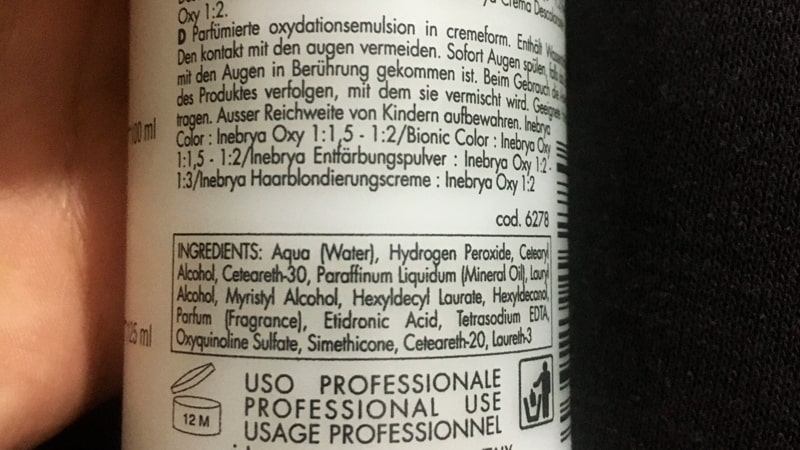 Crema
Oxy 1:2.
D Parfümierte oxydationsemulsion in cremeform. Enthält
Den kontakt mit den augen vermeiden. Sofort Augen spülen,
mit den Augen in Berührung gekommen ist. Beim Gebrauch
des Produktes verfolgen, mit dem sie vermischt wird.
tragen. Ausser Reichweite von Kindern aufbewahren. Inebrya
Color : Inebrya Oxy 1:1,5 - 1:2/Bionic Color : Inebrya Oxy
1:1,5 - 1:2/Inebrya Entfärbungspulver : Inebrya Oxy 1:2-
1:3/Inebrya Haarblondierungscreme : Inebrya Oxy 1:2
100 ml
cod. 6278
INGREDIENTS: Aqua (Water), Hydrogen Peroxide, Cetearyl
Alcohol, Ceteareth-30, Paraffinum Liquidum (Mineral Oil), Lauryl
Alcohol, Myristyl Alcohol, Hexyldecyl Laurate, Hexyldecanol,
Parfum (Fragrance), Etidronic Acid, Tetrasodium EDTA,
Oxyquinoline Sulfate, Simethicone, Ceteareth-20, Laureth-3
125 ml
12 M
USO PROFESSIONALE
PROFESSIONAL USE
USAGE PROFESSIONNEL